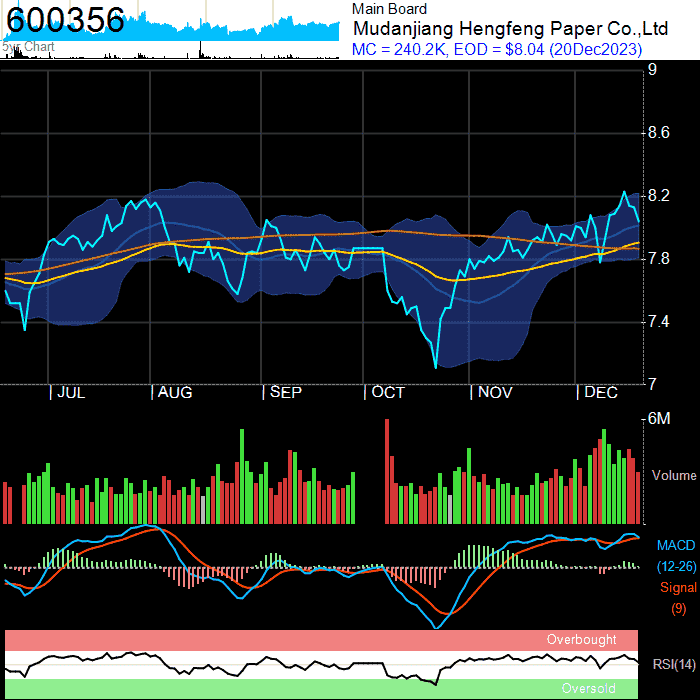 600356
5yr Chart
Main Board
Mudanjiang Hengfeng Paper Co.,Ltd
MC = 240.2K, EOD = $8.04 (20Dec2023)
9
8.6
8.2
7.8
7.4
7
| JUL | AUG | SEP | OCT | NOV | DEC
6M
Volume
MACD
(12-26)
Signal
(9)
Overbought
RSI(14)
Oversold